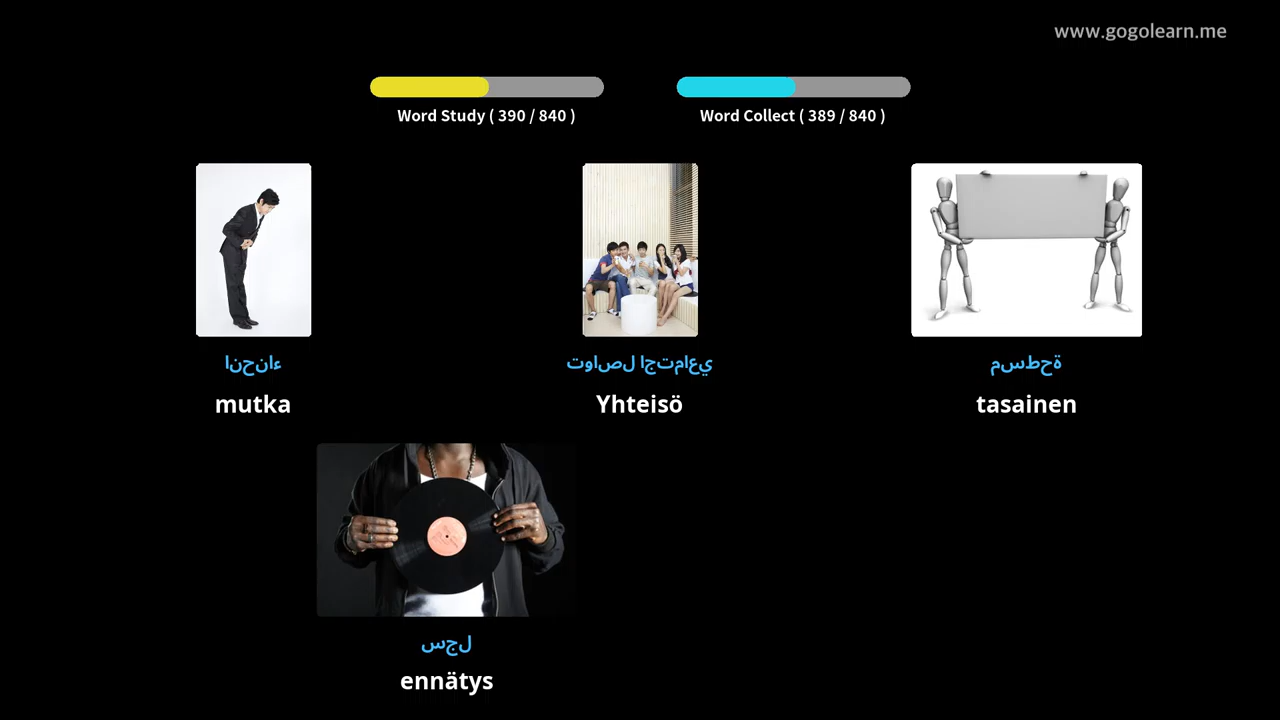 www.gogolearn.me
Word Study ( 390 / 840 )
Word Collect ( 389 / 840 )
انحناء
mutka
تواصل اجتماعي
Yhteisö
مسطحة
tasainen
سجل
ennätys